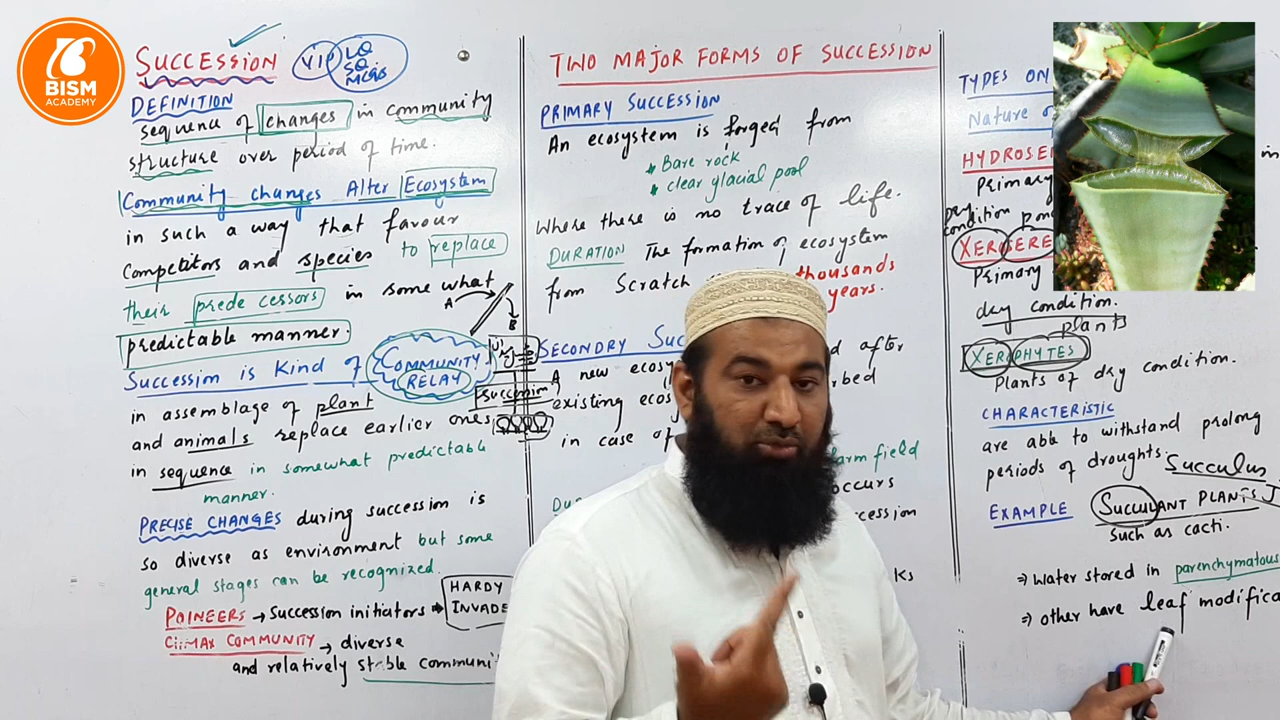 BISM
ACADEMY
SUCCESSION
VIP
LQ
SQ
MCQs
DEFINITION
sequence of changes in community
structure over period of time.
Community changes Alter Ecosystem
in such a way that favour
competitors and species to replace
their prede cessors in some what
predictable manner.
A
B
Succession is Kind of COMMUNITY
RELAY
in assemblage of plant
and animals replace earlier ones
in sequence in somewhat predictable
manner.
succession
PRECISE CHANGES during succession is
so diverse as environment but some
general stages can be recognized.
POINEERS → Succession initiators → HARDY
INVADE
CLIMAX COMMUNITY → diverse
and relatively stable communi
TWO MAJOR FORMS OF SUCCESSION
PRIMARY SUCCESSION
An ecosystem is forged from
Bare rock
clear glacial pool
Where there is no trace of life.
DURATION The formation of ecosystem
from Scratch thousands
years.
SECONDRY SUC
A new ecosy after
existing ecos rbed
in case of
farm field
occurs
cession
ks
TYPES ON
Nature o
HYDROSE
Primary
in
dry
condition pon
XEROSERE
Primary
dry condition.
plants
XEROPHYTES
Plants of dry condition.
CHARACTERISTIC
are able to withstand prolong
periods of droughts
Succulus
EXAMPLE SUCCULANT PLANTS
such as cacti.
⇒ Water stored in parenchymatous
⇒ other have leaf modifica